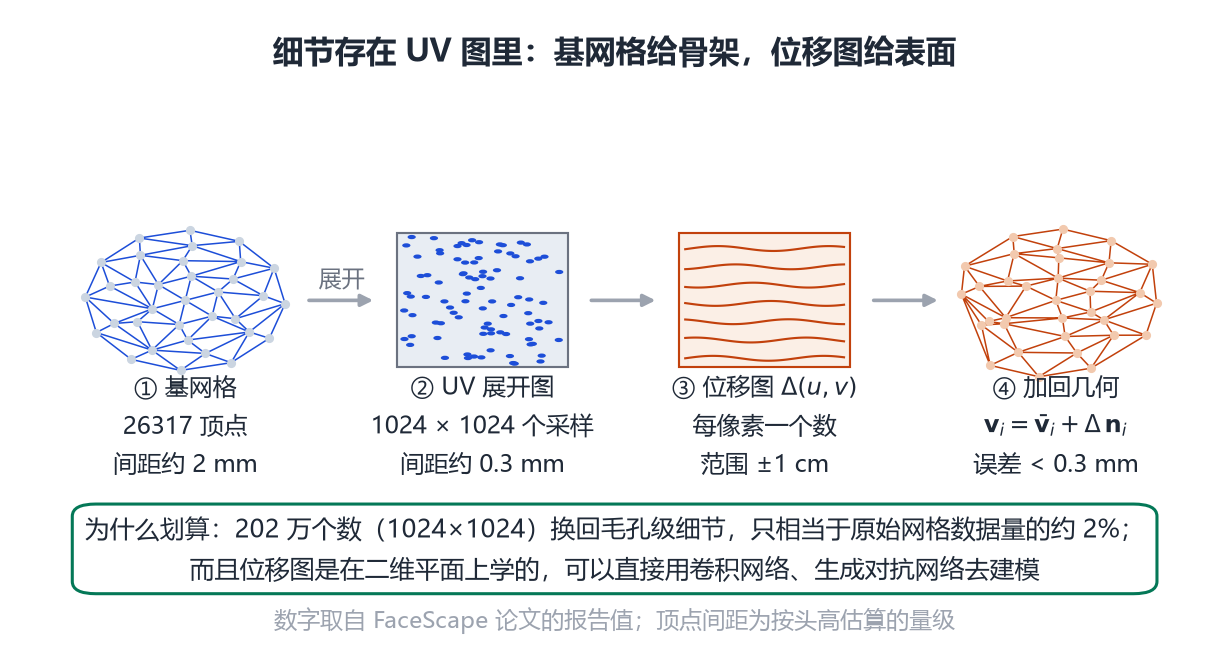 细节存在 UV 图里：基网格给骨架，位移图给表面
展开
① 基网格
26317 顶点
间距约 2 mm
② UV 展开图
1024 × 1024 个采样
间距约 0.3 mm
③ 位移图 Δ(u, v)
每像素一个数
范围 ±1 cm
④ 加回几何
v_i = v̄_i + Δ n_i
误差 < 0.3 mm
为什么划算：202 万个数（1024×1024）换回毛孔级细节，只相当于原始网格数据量的约 2%；
而且位移图是在二维平面上学的，可以直接用卷积网络、生成对抗网络去建模
数字取自 FaceScape 论文的报告值；顶点间距为按头高估算的量级